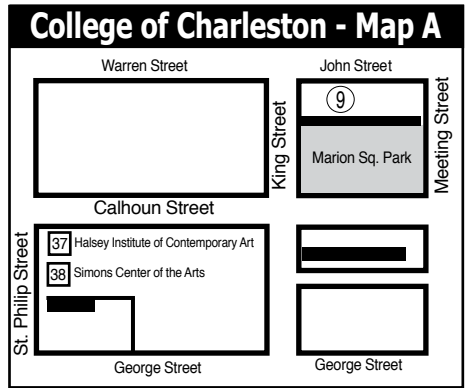 College of Charleston - Map A
Warren Street
John Street
9
King Street
Meeting Street
Marion Sq. Park
Calhoun Street
St. Philip Street
37 Halsey Institute of Contemporary Art
38 Simons Center of the Arts
George Street
George Street